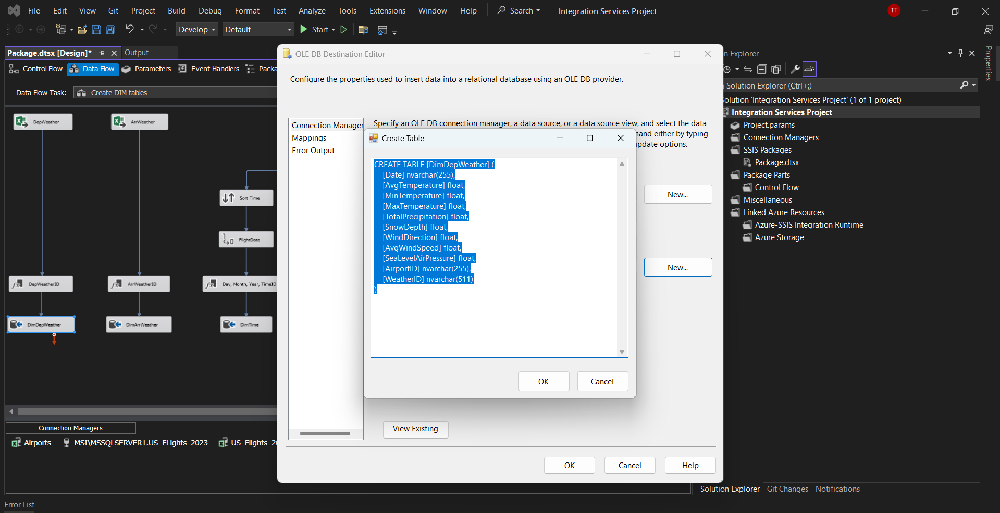 File Edit View Git Project Build Debug Format Test Analyze Tools Extensions Window Help Search Integration Services Project TT
Develop Default Start
Package.dtsx [Design]* Output
Control Flow Data Flow Parameters Event Handlers Packa
Data Flow Task: Create DIM tables
DepWeather ArrWeather
Sort Time
FlightDate
DepWeatherID ArrWeatherID Day, Month, Year, TimeID
DimDepWeather DimArrWeather DimTime
Connection Managers
Airports MSI\MSSQLSERVER1.US_FLights_2023 US_Flights_20
OLE DB Destination Editor
Configure the properties used to insert data into a relational database using an OLE DB provider.
Connection Manager
Mappings
Error Output
Specify an OLE DB connection manager, a data source, or a data source view, and select the data
mand either by typing
update options.
Create Table
CREATE TABLE [DimDepWeather] (
[Date] nvarchar(255),
[AvgTemperature] float,
[MinTemperature] float,
[MaxTemperature] float,
[TotalPrecipitation] float,
[SnowDepth] float,
[WindDirection] float,
[AvgWindSpeed] float,
[SeaLevelAirPressure] float,
[AirportID] nvarchar(255),
[WeatherID] nvarchar(511)
)
OK Cancel
New...
New...
View Existing
OK Cancel Help
n Explorer
Solution Explorer (Ctrl+;)
olution 'Integration Services Project' (1 of 1 project)
Integration Services Project
Project.params
Connection Managers
SSIS Packages
Package.dtsx
Package Parts
Control Flow
Miscellaneous
Linked Azure Resources
Azure-SSIS Integration Runtime
Azure Storage
Properties
Solution Explorer Git Changes Notifications
Error List